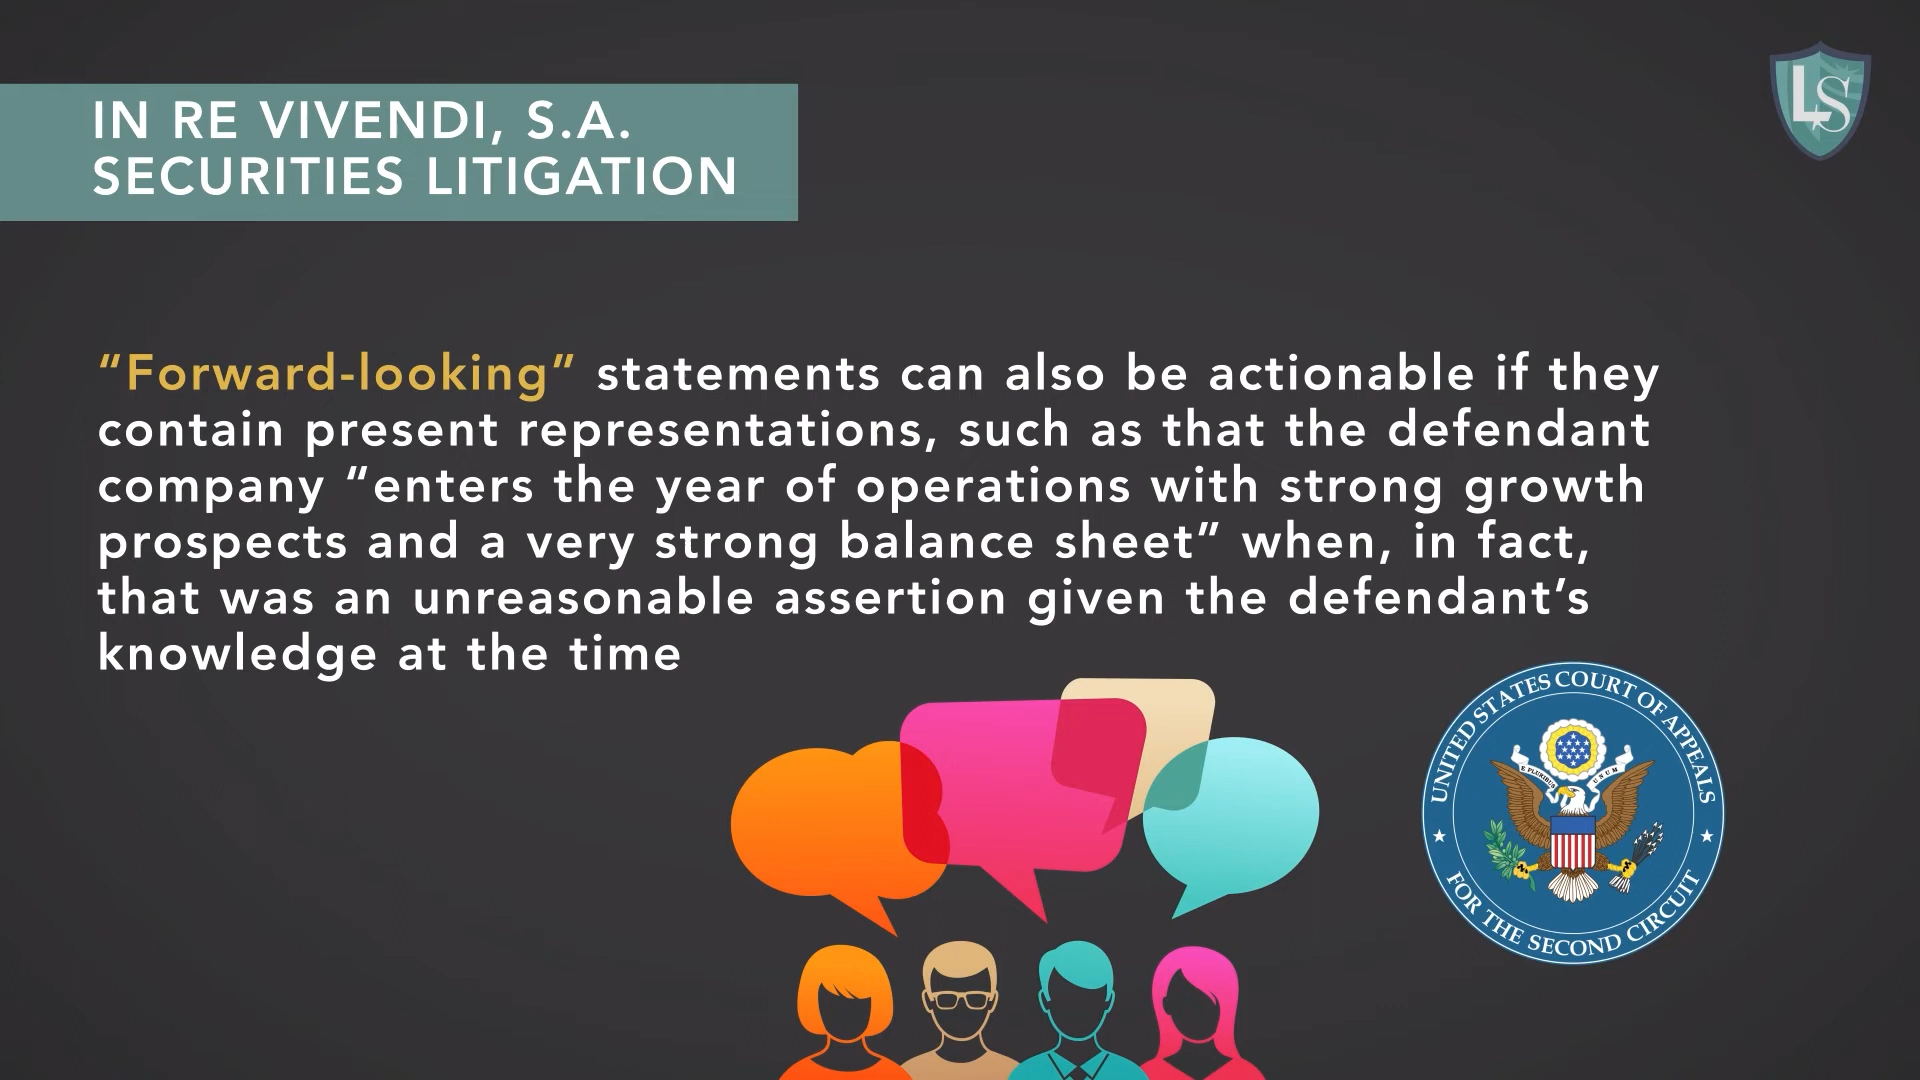 IN RE VIVENDI, S.A.
SECURITIES LITIGATION
LS
“Forward-looking” statements can also be actionable if they
contain present representations, such as that the defendant
company “enters the year of operations with strong growth
prospects and a very strong balance sheet” when, in fact,
that was an unreasonable assertion given the defendant’s
knowledge at the time
UNITED STATES COURT OF APPEALS
E PLURIBUS UNUM
FOR THE SECOND CIRCUIT